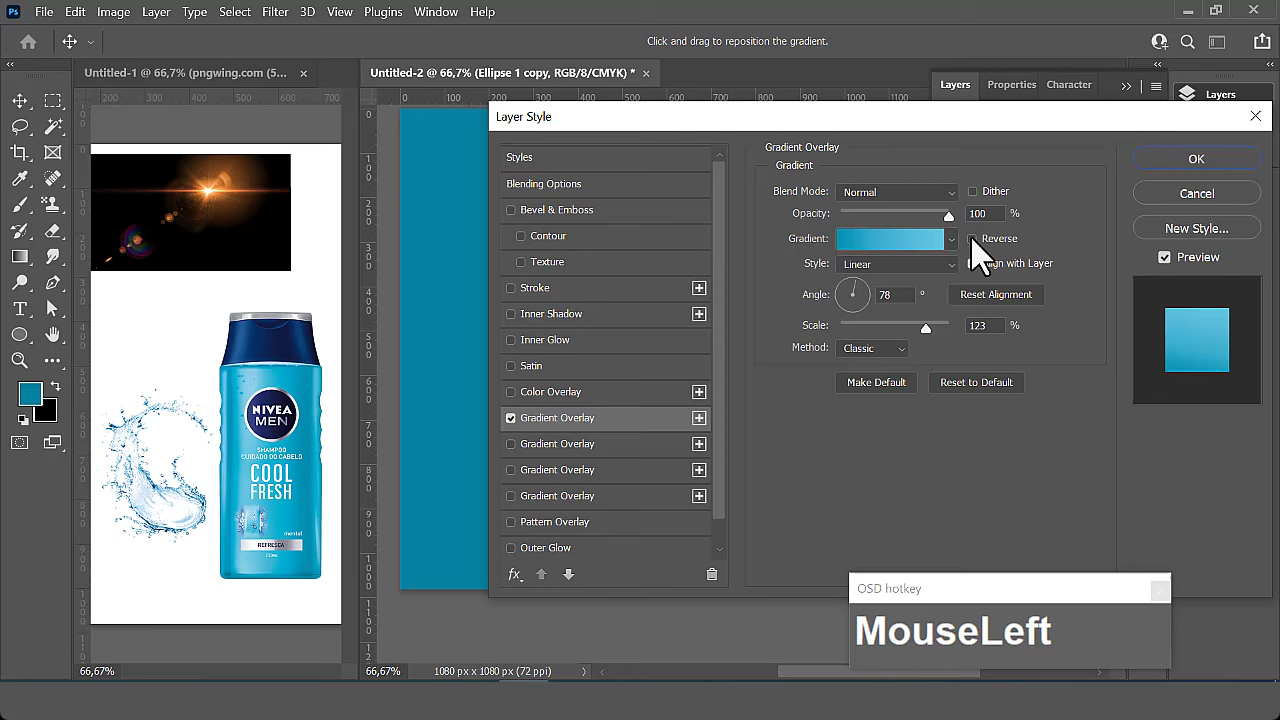 Ps File Edit Image Layer Type Select Filter 3D View Plugins Window Help
Click and drag to reposition the gradient.
Untitled-1 @ 66,7% (pngwing.com (5...
Untitled-2 @ 66,7% (Ellipse 1 copy, RGB/8/CMYK) *
Layers Properties Character
Layers
200 300 400 500 600 700
0 100 200 300 400 500 600 700 800 900 1000 1100
Layer Style
Styles
Blending Options
Bevel & Emboss
Contour
Texture
Stroke
Inner Shadow
Inner Glow
Satin
Color Overlay
Gradient Overlay
Gradient Overlay
Gradient Overlay
Gradient Overlay
Pattern Overlay
Outer Glow
fx
Gradient Overlay
Gradient
Blend Mode: Normal Dither
Opacity: 100 %
Gradient: Reverse
Style: Linear Align with Layer
Angle: 78 ° Reset Alignment
Scale: 123 %
Method: Classic
Make Default Reset to Default
OK
Cancel
New Style...
Preview
NIVEA
MEN
SHAMPOO
CUIDADO DO CABELO
COOL
FRESH
mentol
REFRESCA
250ml
OSD hotkey
MouseLeft
66,67%
66,67% 1080 px x 1080 px (72 ppi)